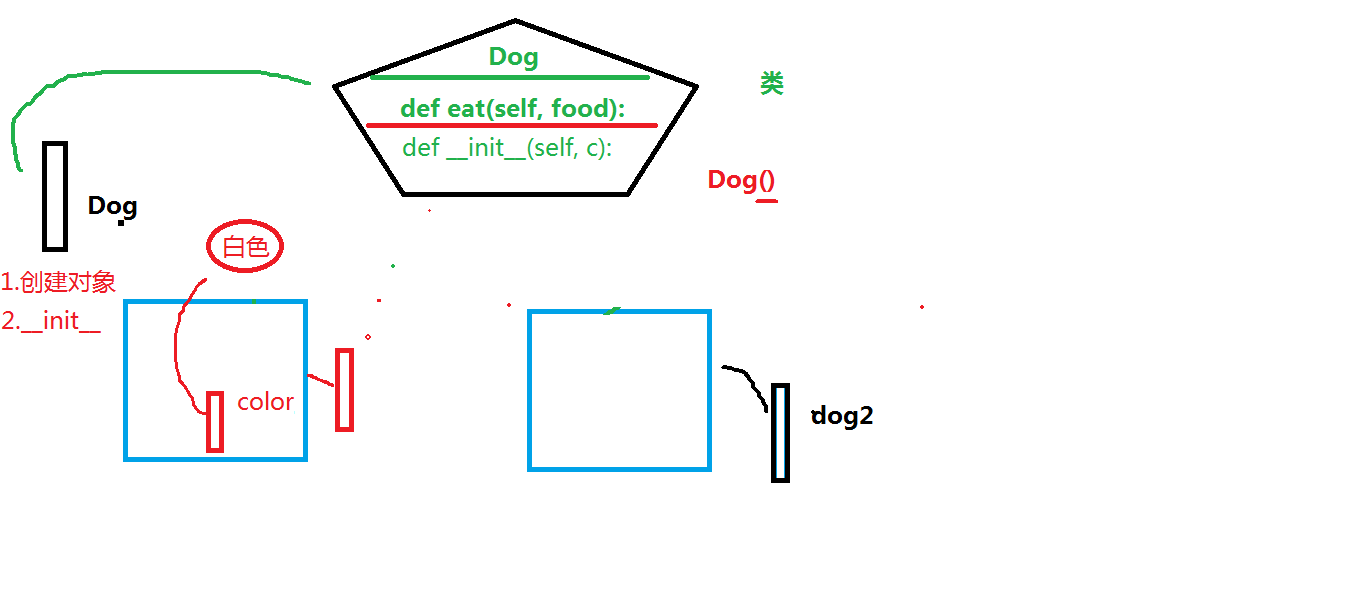 Dog
类
def eat(self, food):
def __init__(self, c):
Dog()
Dog
白色
1.创建对象
2.__init__
color
dog2